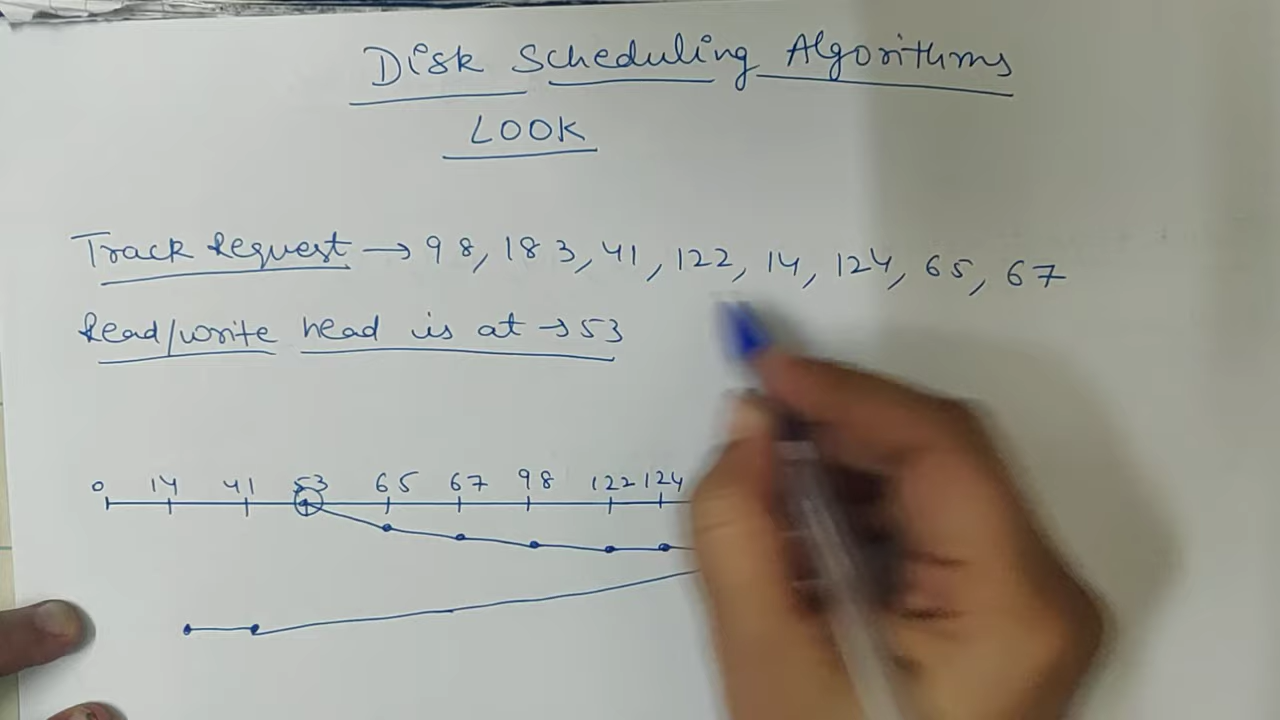 Disk Scheduling Algorithms
LOOK
Track Request → 98, 183, 41, 122, 14, 124, 65, 67
Read/write head is at → 53
0 14 41 53 65 67 98 122 124